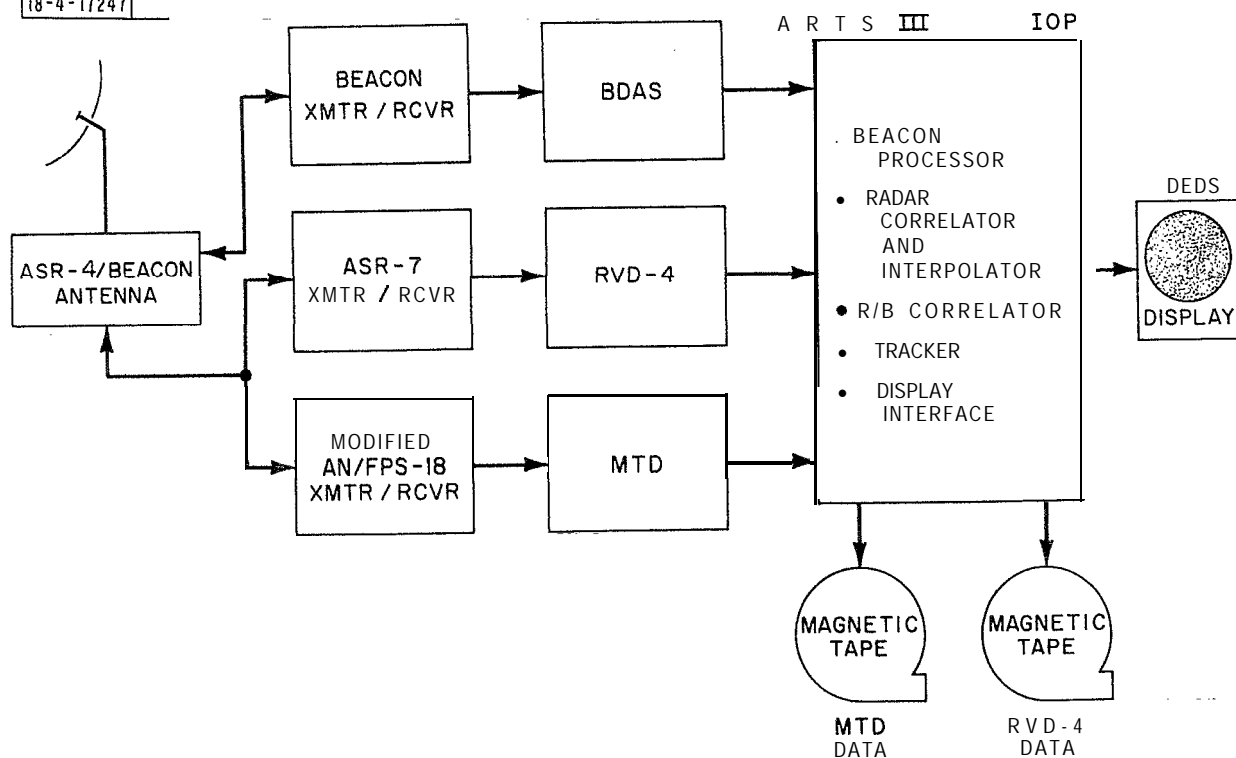 18-4-17247
ARTS III IOP
BEACON
XMTR / RCVR
BDAS
ASR-4/BEACON
ANTENNA
ASR-7
XMTR / RCVR
RVD-4
MODIFIED
AN/FPS-18
XMTR / RCVR
MTD
. BEACON
PROCESSOR
• RADAR
CORRELATOR
AND
INTERPOLATOR
• R/B CORRELATOR
• TRACKER
• DISPLAY
INTERFACE
DEDS
DISPLAY
MAGNETIC
TAPE
MTD
DATA
MAGNETIC
TAPE
RVD-4
DATA